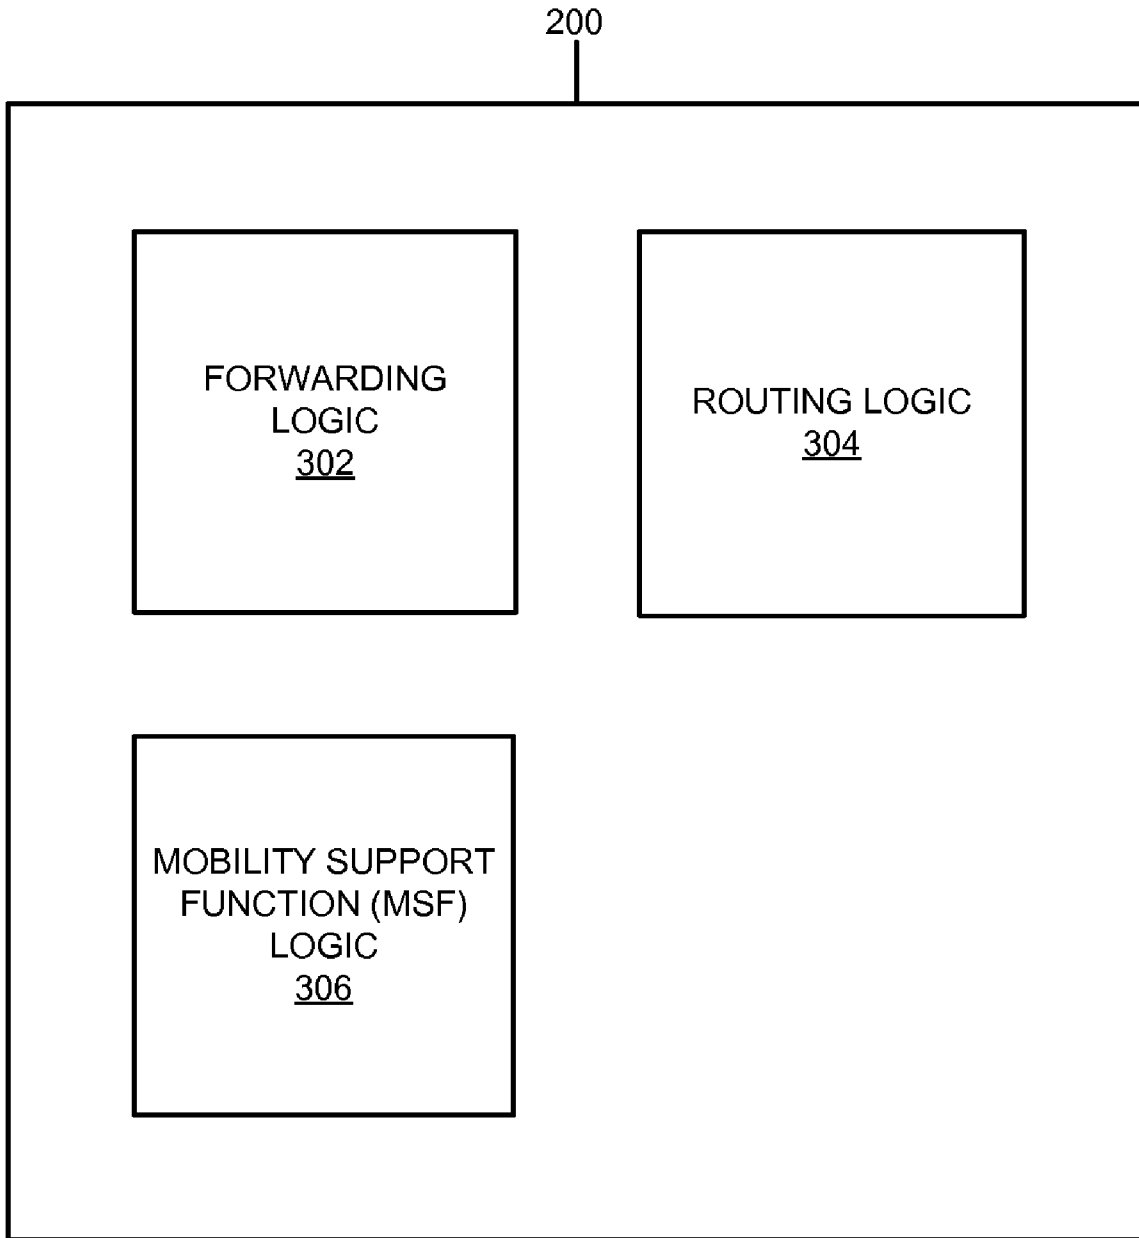 200
FORWARDING
LOGIC
302
ROUTING LOGIC
304
MOBILITY SUPPORT
FUNCTION (MSF)
LOGIC
306